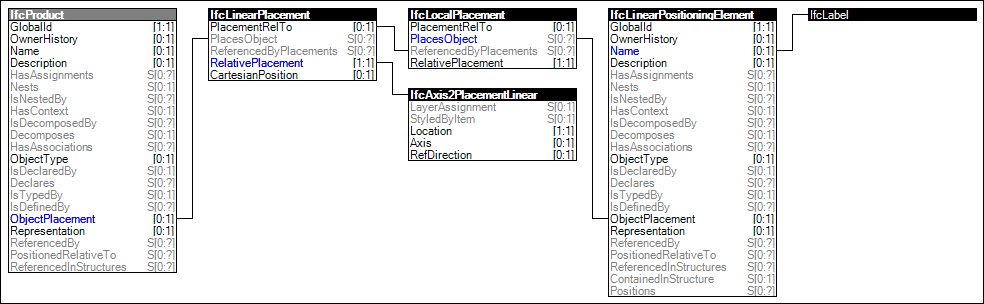 IfcProduct
GlobalId [1:1]
OwnerHistory [0:1]
Name [0:1]
Description [0:1]
HasAssignments S[0:?]
Nests S[0:1]
IsNestedBy S[0:?]
HasContext S[0:1]
IsDecomposedBy S[0:?]
Decomposes S[0:1]
HasAssociations S[0:?]
ObjectType [0:1]
IsDeclaredBy S[0:1]
Declares S[0:?]
IsTypedBy S[0:1]
IsDefinedBy S[0:?]
ObjectPlacement [0:1]
Representation [0:1]
ReferencedBy S[0:?]
PositionedRelativeTo S[0:?]
ReferencedInStructures S[0:?]
IfcLinearPlacement
PlacementRelTo [0:1]
PlacesObject S[0:?]
ReferencedByPlacements S[0:?]
RelativePlacement [1:1]
CartesianPosition [0:1]
IfcLocalPlacement
PlacementRelTo [0:1]
PlacesObject S[0:?]
ReferencedByPlacements S[0:?]
RelativePlacement [1:1]
IfcAxis2PlacementLinear
LayerAssignment S[0:1]
StyledByItem S[0:1]
Location [1:1]
Axis [0:1]
RefDirection [0:1]
IfcLinearPositioningElement
GlobalId [1:1]
OwnerHistory [0:1]
Name [0:1]
Description [0:1]
HasAssignments S[0:?]
Nests S[0:1]
IsNestedBy S[0:?]
HasContext S[0:1]
IsDecomposedBy S[0:?]
Decomposes S[0:1]
HasAssociations S[0:?]
ObjectType [0:1]
IsDeclaredBy S[0:1]
Declares S[0:?]
IsTypedBy S[0:1]
IsDefinedBy S[0:?]
ObjectPlacement [0:1]
Representation [0:1]
ReferencedBy S[0:?]
PositionedRelativeTo S[0:?]
ReferencedInStructures S[0:?]
ContainedInStructure S[0:1]
Positions S[0:?]
IfcLabel